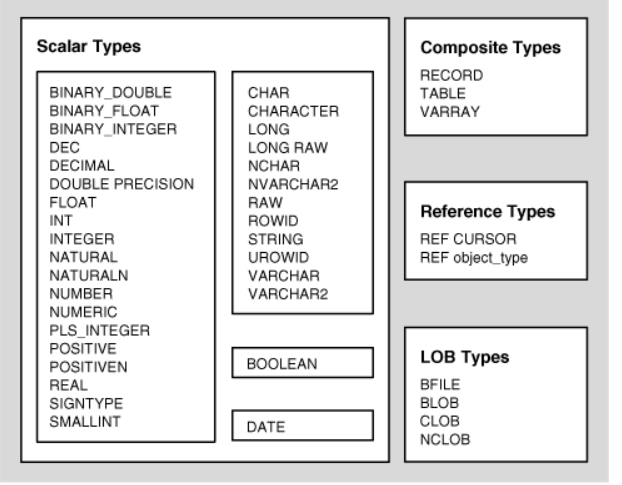 Scalar Types
BINARY_DOUBLE
BINARY_FLOAT
BINARY_INTEGER
DEC
DECIMAL
DOUBLE PRECISION
FLOAT
INT
INTEGER
NATURAL
NATURALN
NUMBER
NUMERIC
PLS_INTEGER
POSITIVE
POSITIVEN
REAL
SIGNTYPE
SMALLINT
CHAR
CHARACTER
LONG
LONG RAW
NCHAR
NVARCHAR2
RAW
ROWID
STRING
UROWID
VARCHAR
VARCHAR2
BOOLEAN
DATE
Composite Types
RECORD
TABLE
VARRAY
Reference Types
REF CURSOR
REF object_type
LOB Types
BFILE
BLOB
CLOB
NCLOB